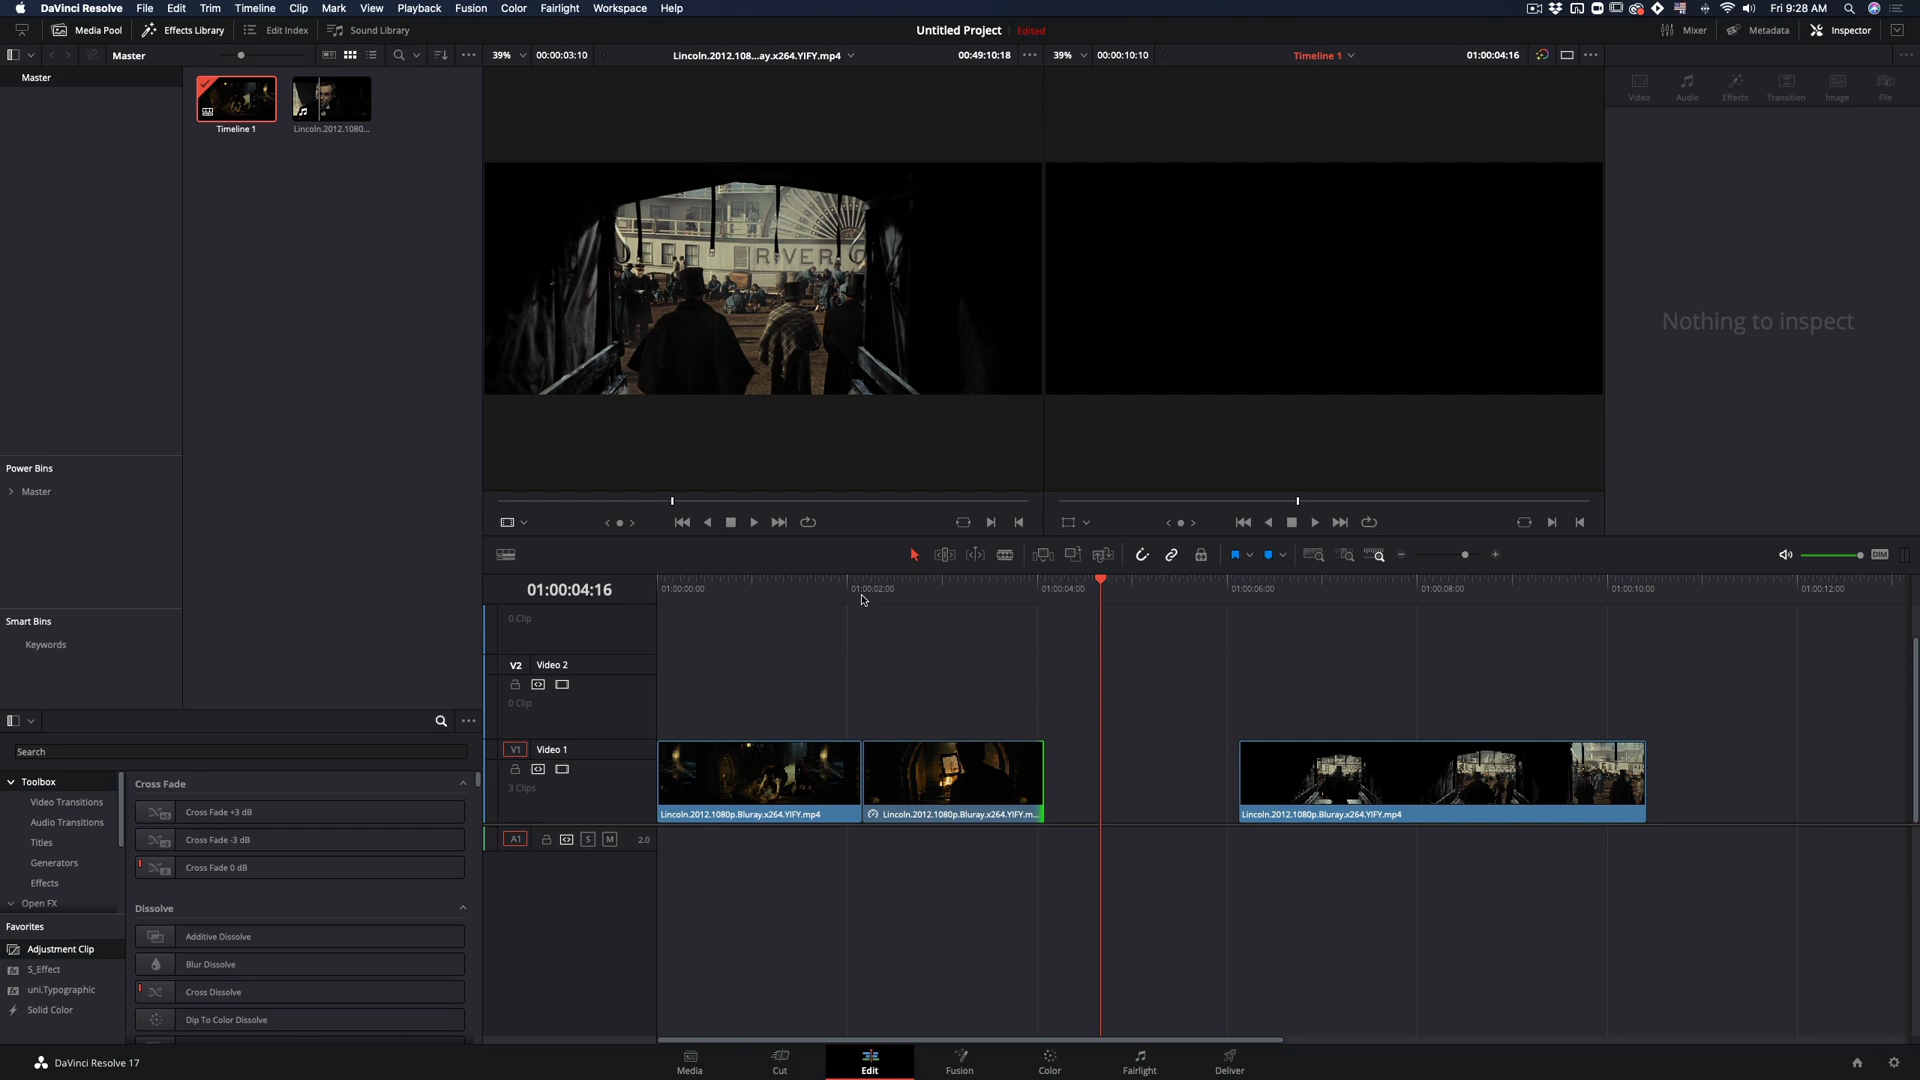 DaVinci Resolve File Edit Trim Timeline Clip Mark View Playback Fusion Color Fairlight Workspace Help
Fri 9:28 AM
Media Pool Effects Library Edit Index Sound Library
Untitled Project Edited
Mixer Metadata Inspector
Master
39% 00:00:03:10 Lincoln.2012.108...ay.x264.YIFY.mp4 00:49:10:18
39% 00:00:10:10 Timeline 1 01:00:04:16
Master
Timeline 1
Lincoln.2012.1080...
Video Audio Effects Transition Image File
RIVER Q
Nothing to inspect
Power Bins
Master
Smart Bins
Keywords
DIM
01:00:04:16
01:00:00:00 01:00:02:00 01:00:04:00 01:00:06:00 01:00:08:00 01:00:10:00 01:00:12:00
0 Clip
V2 Video 2
0 Clip
V1 Video 1
3 Clips
Lincoln.2012.1080p.Bluray.x264.YIFY.mp4
Lincoln.2012.1080p.Bluray.x264.YIFY.m...
Lincoln.2012.1080p.Bluray.x264.YIFY.mp4
A1 S M 2.0
Search
Toolbox
Video Transitions
Audio Transitions
Titles
Generators
Effects
Open FX
Favorites
Adjustment Clip
S_Effect
uni.Typographic
Solid Color
Cross Fade
Cross Fade +3 dB
Cross Fade -3 dB
Cross Fade 0 dB
Dissolve
Additive Dissolve
Blur Dissolve
Cross Dissolve
Dip To Color Dissolve
DaVinci Resolve 17
Media Cut Edit Fusion Color Fairlight Deliver